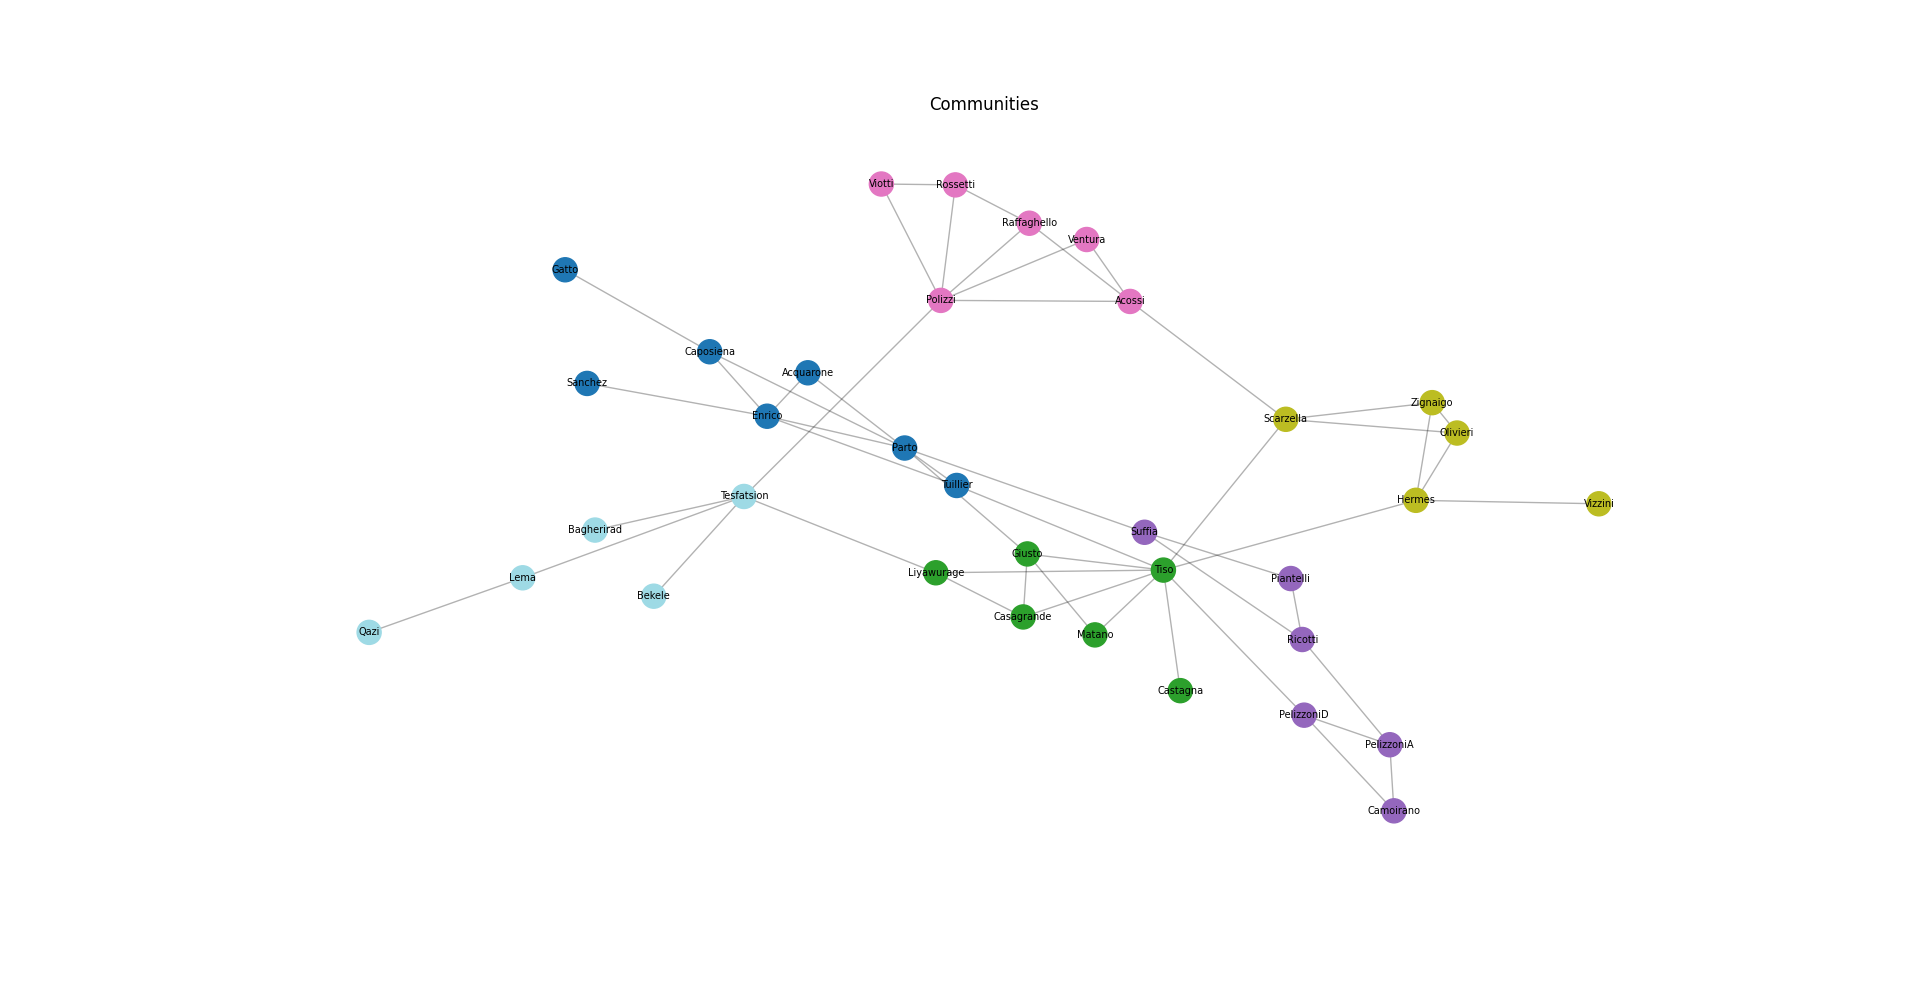 Communities
Viotti
Rossetti
Raffaghello
Ventura
Gatto
Polizzi
Acossi
Caposiena
Acquarone
Sanchez
Zignaigo
Enrico
Scarzella
Olivieri
Parto
Tuillier
Tesfatsion
Hermes
Vizzini
Bagherirad
Suffia
Giusto
Tiso
Liyawurage
Lema
Piantelli
Bekele
Casagrande
Qazi
Matano
Ricotti
Castagna
PelizzoniD
PelizzoniA
Camoirano